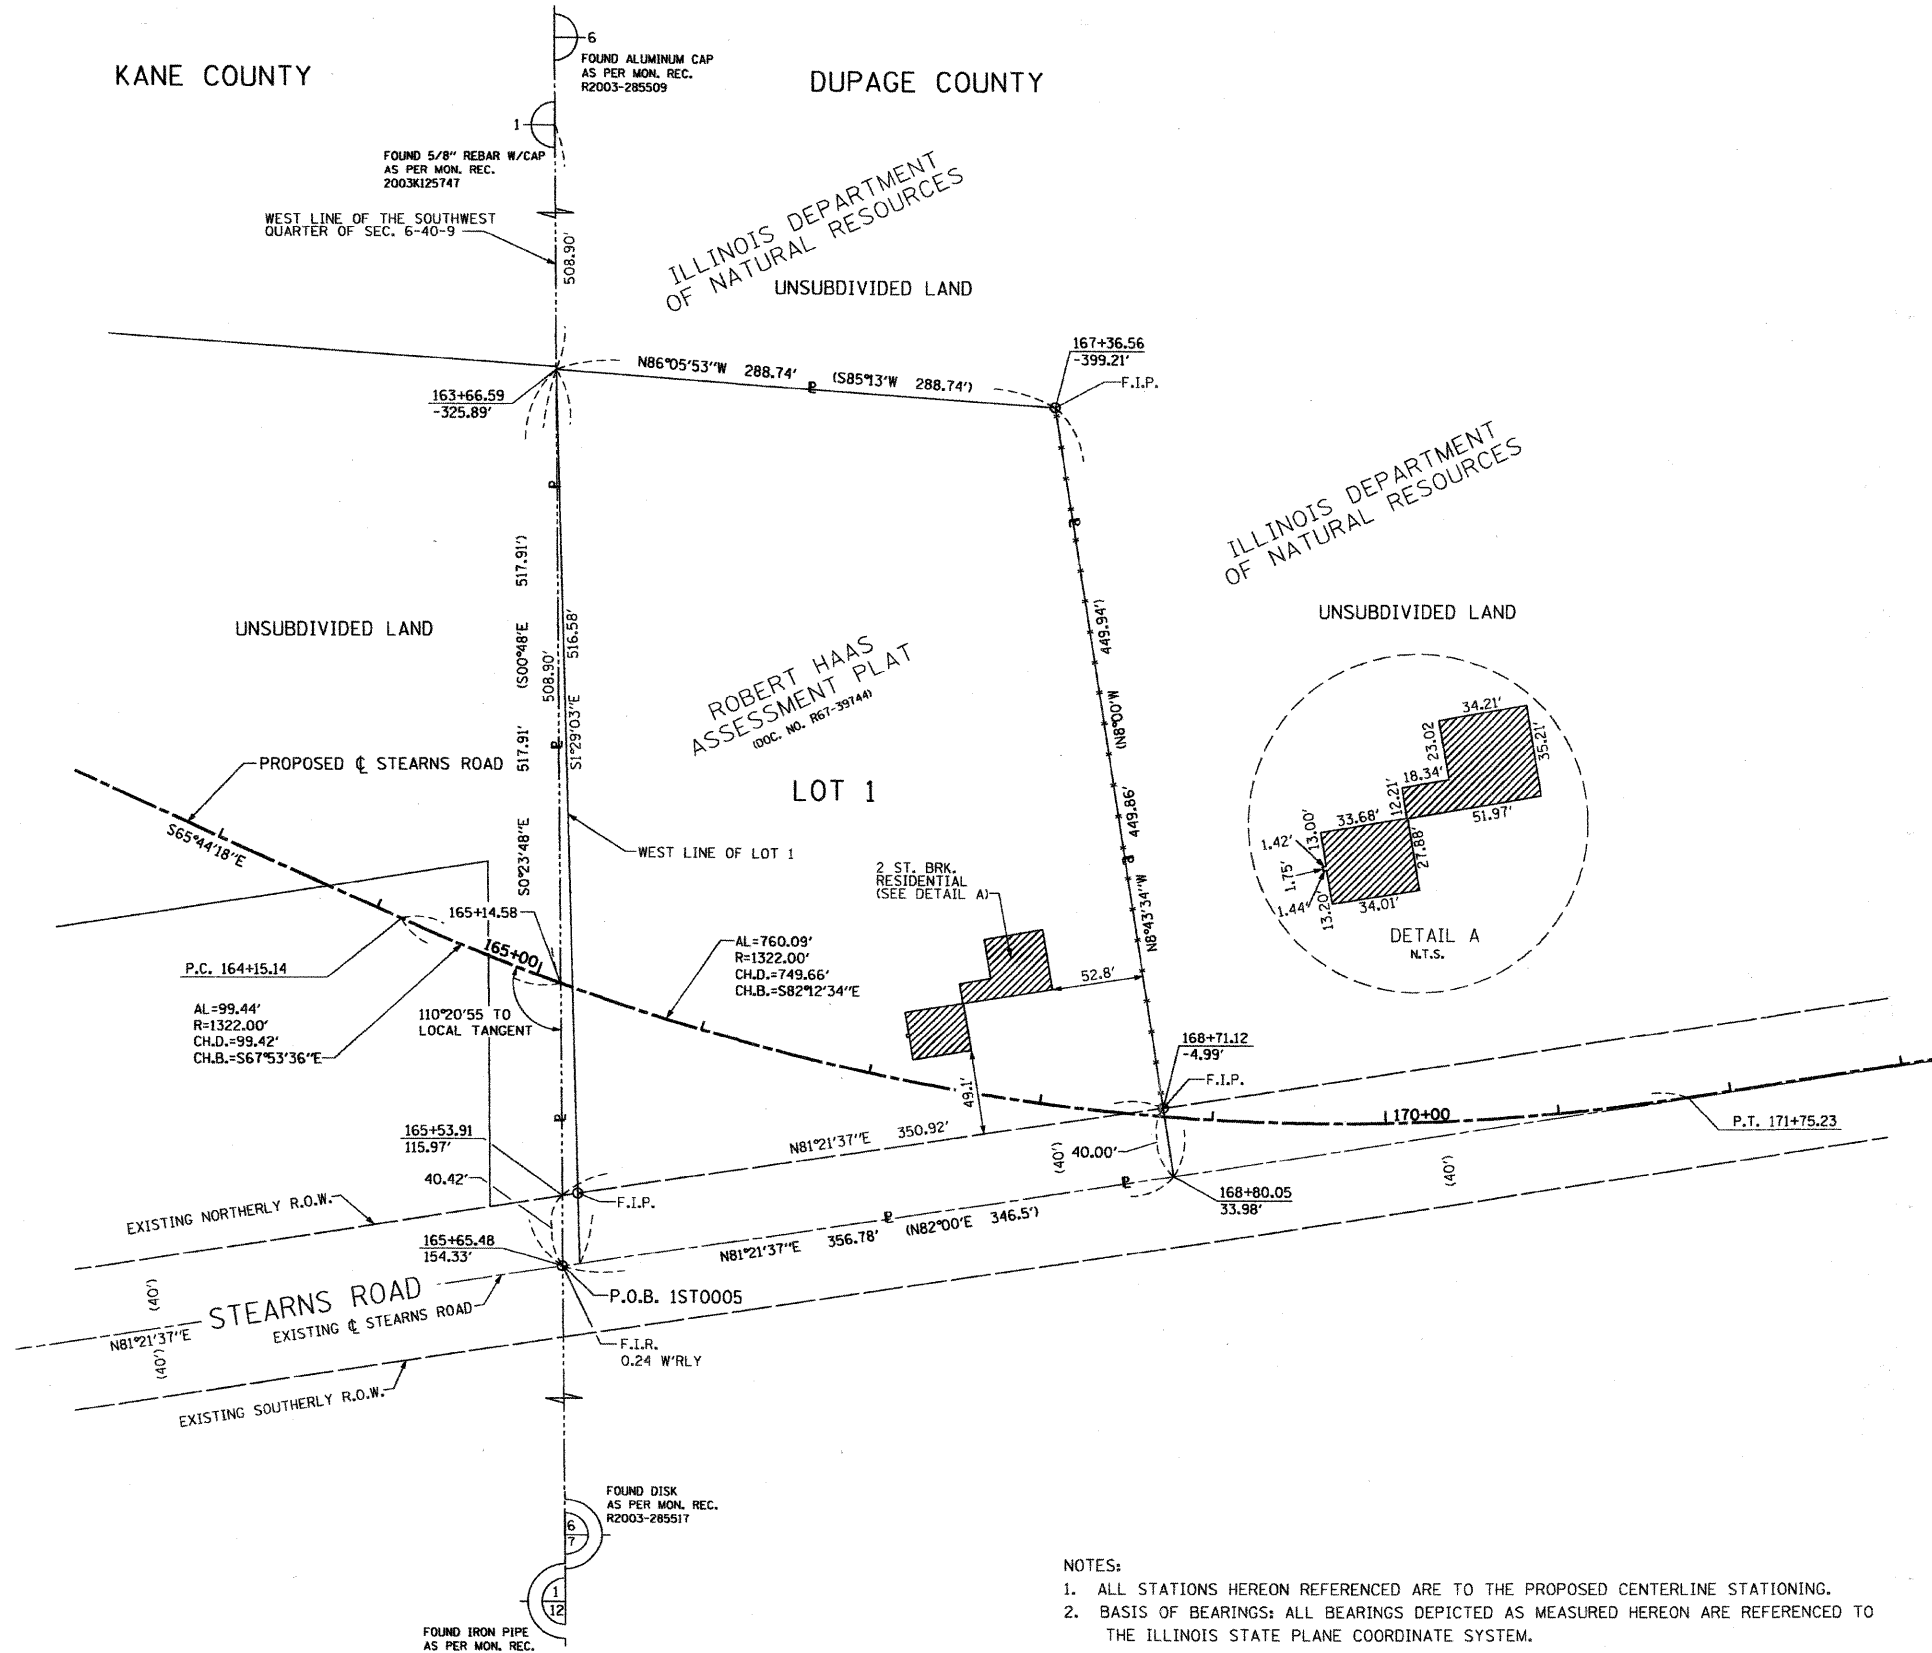 KANE COUNTY
DUPAGE COUNTY
6
FOUND ALUMINUM CAP
AS PER MON. REC.
R2003-285509
1
FOUND 5/8" REBAR W/CAP
AS PER MON. REC.
2003K125747
WEST LINE OF THE SOUTHWEST
QUARTER OF SEC. 6-40-9
508.90'
ILLINOIS DEPARTMENT
OF NATURAL RESOURCES
UNSUBDIVIDED LAND
N86°05'53"W 288.74' (S85°13'W 288.74')
P
167+36.56
-399.21'
F.I.P.
163+66.59
-325.89'
P
P
ILLINOIS DEPARTMENT
OF NATURAL RESOURCES
UNSUBDIVIDED LAND
UNSUBDIVIDED LAND
S0°23'48"E 517.91' (S00°48'E 517.91')
508.90'
S1°29'03"E 516.58'
ROBERT HAAS
ASSESSMENT PLAT
(DOC. NO. R67-39744)
LOT 1
N8°43'34"W 449.86' (N8°00'W 449.94')
P
P
34.21'
23.02
35.21'
18.34'
12.21'
51.97'
33.68'
13.00'
27.88'
1.42'
1.75'
1.44'
13.20'
34.01'
DETAIL A
N.T.S.
PROPOSED ℄ STEARNS ROAD
S65°44'18"E
WEST LINE OF LOT 1
2 ST. BRK.
RESIDENTIAL
(SEE DETAIL A)
165+14.58
165+00
P.C. 164+15.14
AL=99.44'
R=1322.00'
CH.D.=99.42'
CH.B.=S67°53'36"E
110°20'55 TO
LOCAL TANGENT
AL=760.09'
R=1322.00'
CH.D.=749.66'
CH.B.=S82°12'34"E
52.8'
49.1'
168+71.12
-4.99'
F.I.P.
170+00
P.T. 171+75.23
P
165+53.91
115.97'
N81°21'37"E 350.92'
(40')
40.00'
(40')
40.42'
F.I.P.
P
168+80.05
33.98'
EXISTING NORTHERLY R.O.W.
165+65.48
154.33'
N81°21'37"E 356.78' (N82°00'E 346.5')
P
P.O.B. 1ST0005
(40')
STEARNS ROAD
EXISTING ℄ STEARNS ROAD
N81°21'37"E
(40')
F.I.R.
0.24 W'RLY
EXISTING SOUTHERLY R.O.W.
FOUND DISK
AS PER MON. REC.
R2003-285517
6
7
1
12
FOUND IRON PIPE
AS PER MON. REC.
NOTES:
1. ALL STATIONS HEREON REFERENCED ARE TO THE PROPOSED CENTERLINE STATIONING.
2. BASIS OF BEARINGS: ALL BEARINGS DEPICTED AS MEASURED HEREON ARE REFERENCED TO
THE ILLINOIS STATE PLANE COORDINATE SYSTEM.